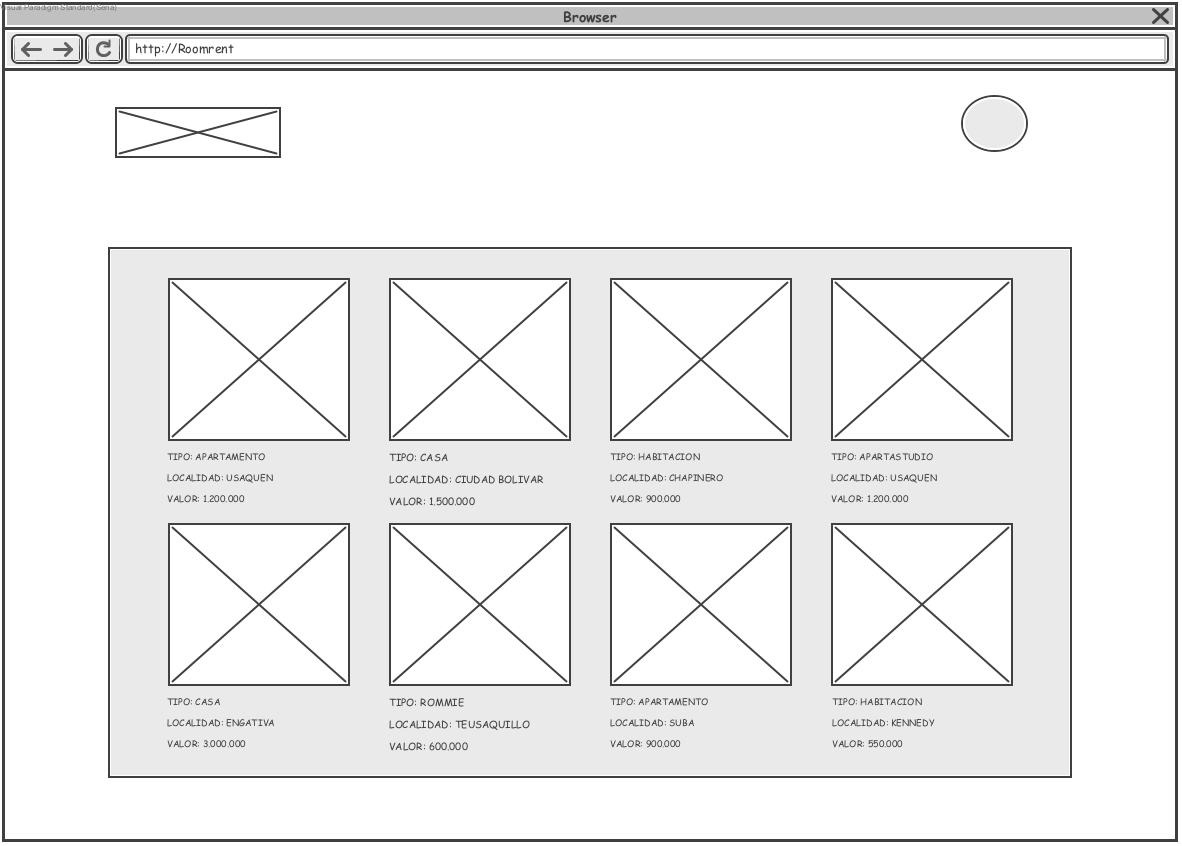 Visual Paradigm Standard(Seria)
Browser
http://Roomrent
TIPO: APARTAMENTO
LOCALIDAD: USAQUEN
VALOR: 1.200.000
TIPO: CASA
LOCALIDAD: CIUDAD BOLIVAR
VALOR: 1.500.000
TIPO: HABITACION
LOCALIDAD: CHAPINERO
VALOR: 900.000
TIPO: APARTASTUDIO
LOCALIDAD: USAQUEN
VALOR: 1.200.000
TIPO: CASA
LOCALIDAD: ENGATIVA
VALOR: 3.000.000
TIPO: ROMMIE
LOCALIDAD: TEUSAQUILLO
VALOR: 600.000
TIPO: APARTAMENTO
LOCALIDAD: SUBA
VALOR: 900.000
TIPO: HABITACION
LOCALIDAD: KENNEDY
VALOR: 550.000